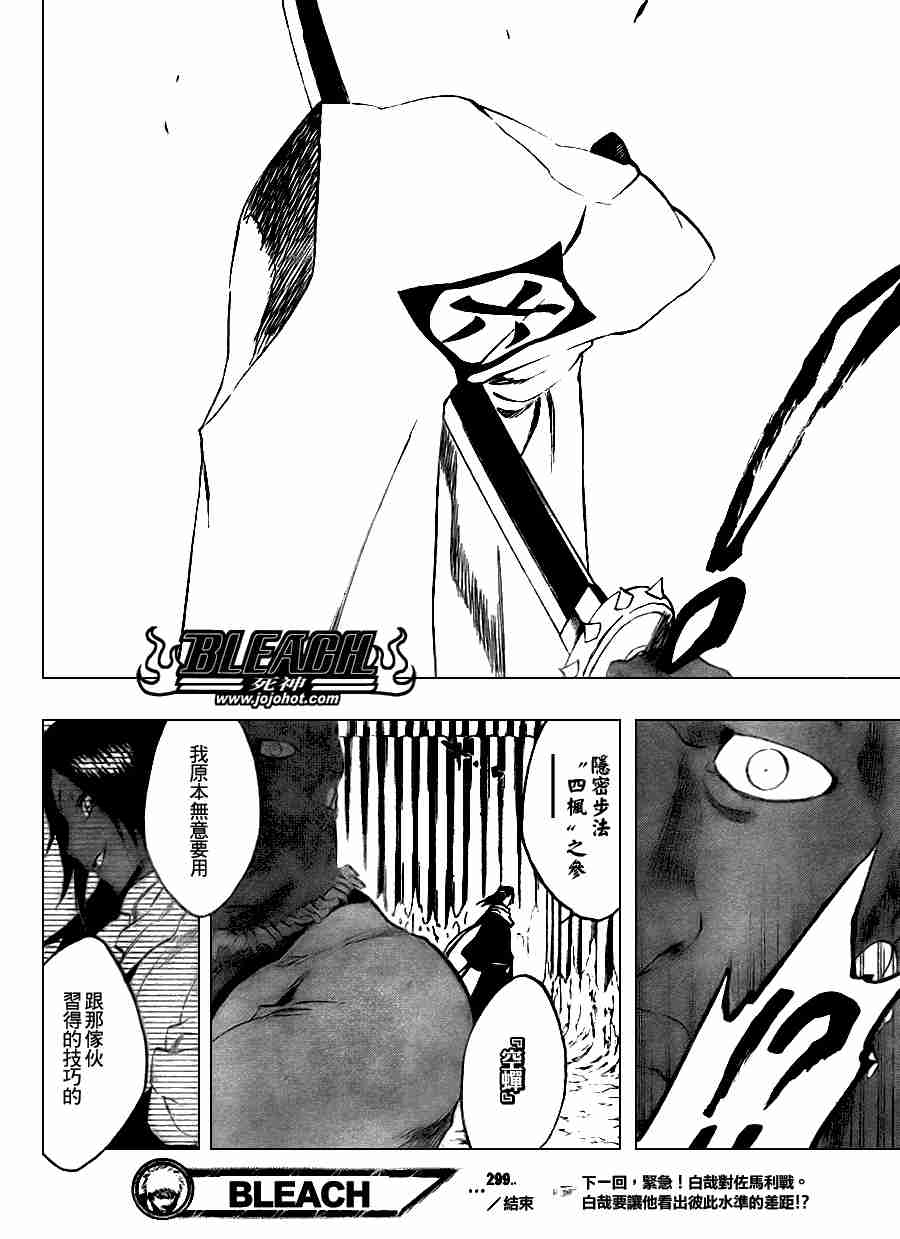 六
BLEACH
死神
www.jojohot.com
!?
隱密步法
〝四楓〞之參
——
『空蟬』
我原本無意要用
跟那傢伙
習得的技巧的
BLEACH
...299..
/結束
下一回，緊急！白哉對佐馬利戰。
白哉要讓他看出彼此水準的差距!?